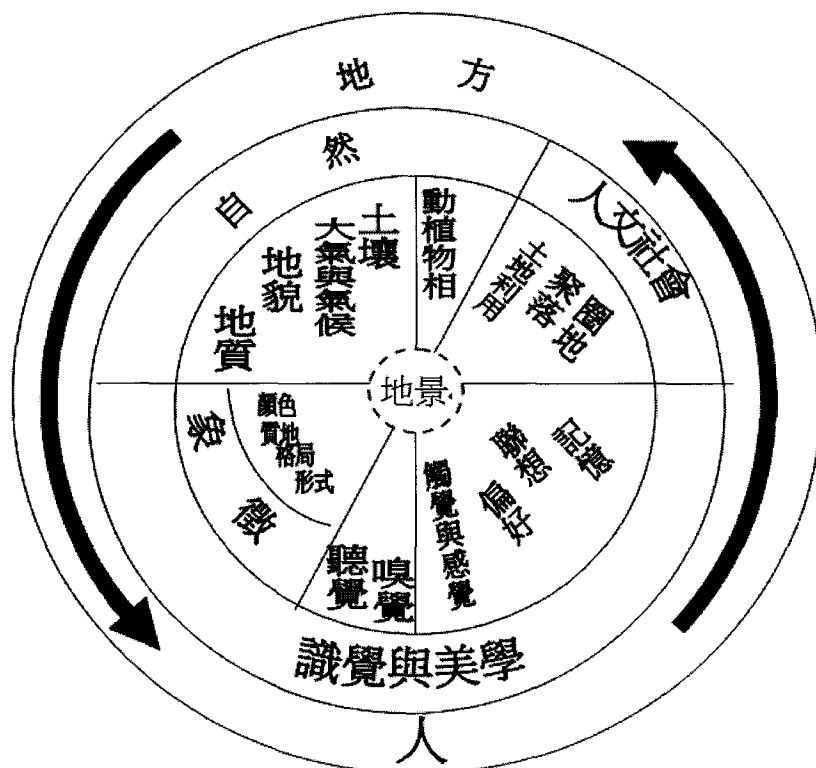 地方
自然
人文社會
土壤
大氣與氣候
地貌
地質
動植物相
土地利用
聚落
圈地
地景
顏色
質地
格局
形式
象徵
聽覺
嗅覺
觸覺與感覺
偏好
聯想
記憶
識覺與美學
人